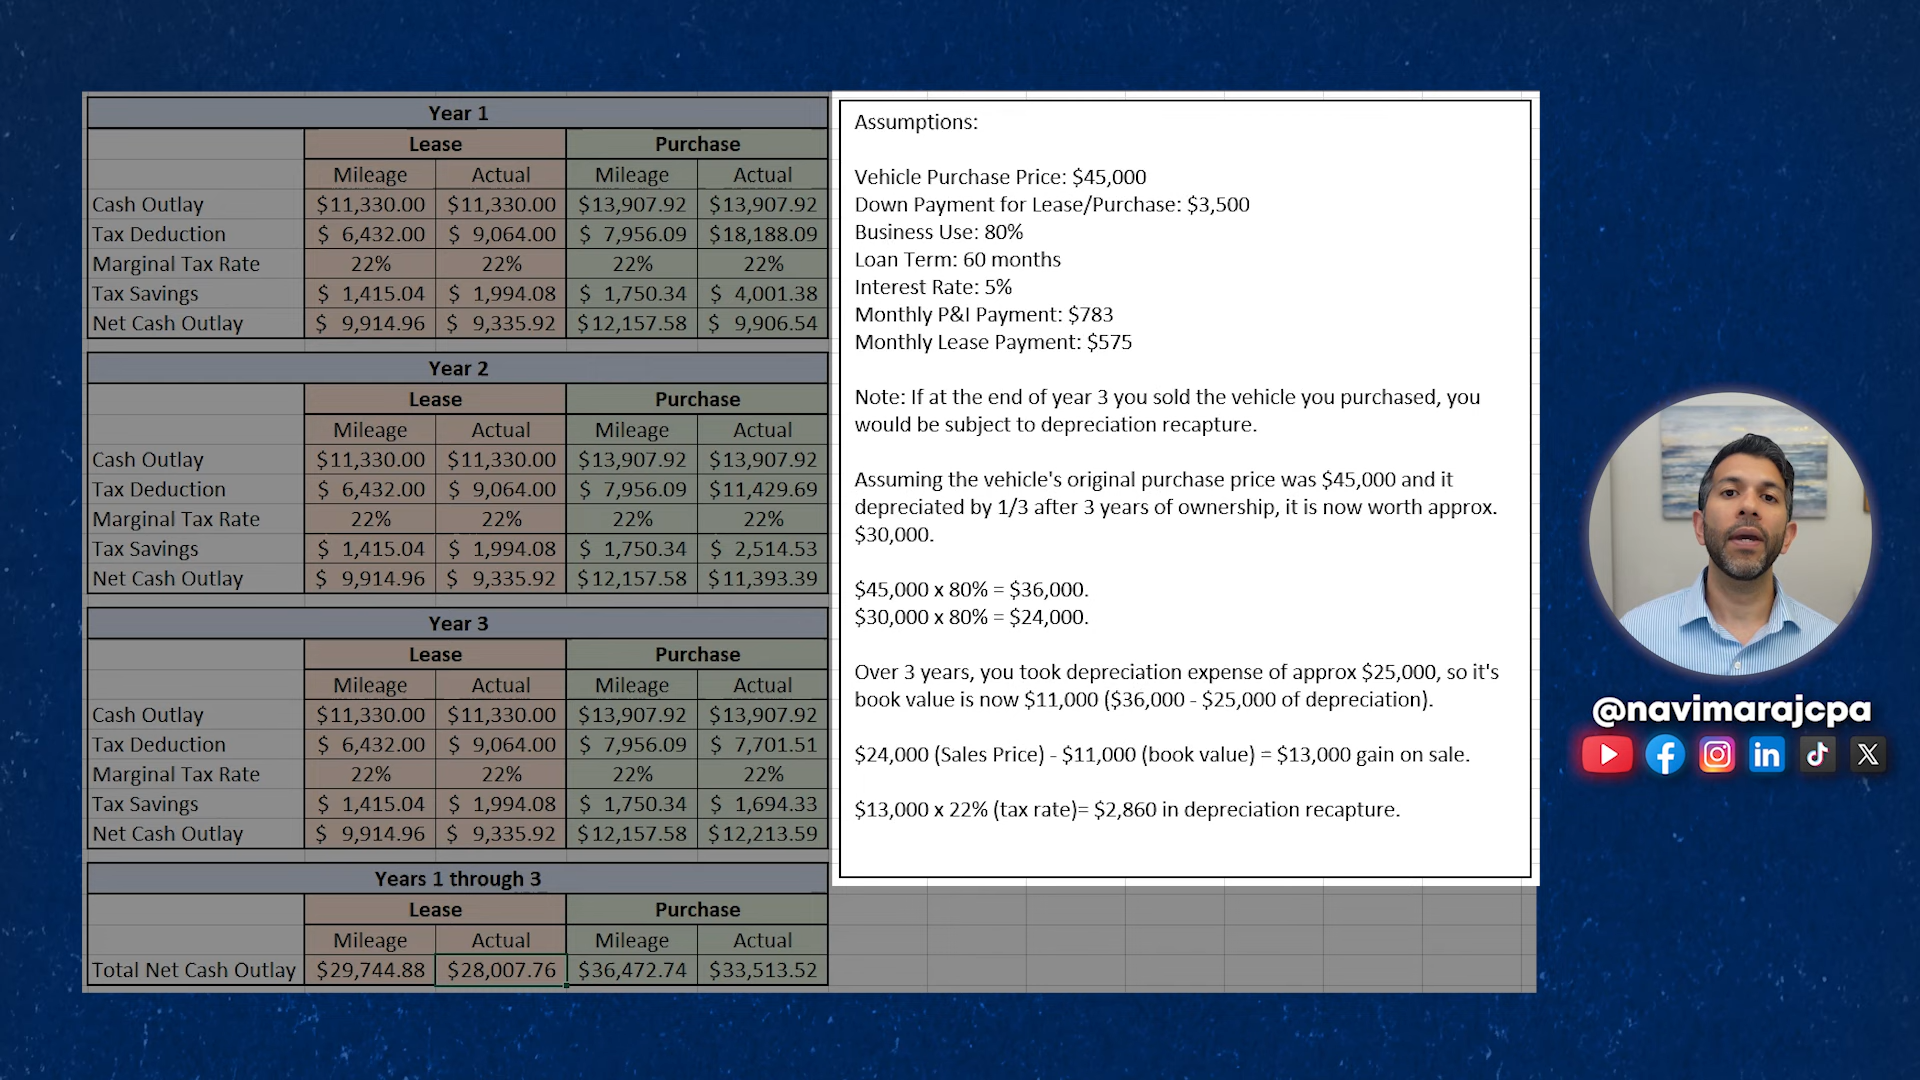 Year 1
Lease Purchase
Mileage Actual Mileage Actual
Cash Outlay $11,330.00 $11,330.00 $13,907.92 $13,907.92
Tax Deduction $ 6,432.00 $ 9,064.00 $ 7,956.09 $18,188.09
Marginal Tax Rate 22% 22% 22% 22%
Tax Savings $ 1,415.04 $ 1,994.08 $ 1,750.34 $ 4,001.38
Net Cash Outlay $ 9,914.96 $ 9,335.92 $12,157.58 $ 9,906.54
Year 2
Lease Purchase
Mileage Actual Mileage Actual
Cash Outlay $11,330.00 $11,330.00 $13,907.92 $13,907.92
Tax Deduction $ 6,432.00 $ 9,064.00 $ 7,956.09 $11,429.69
Marginal Tax Rate 22% 22% 22% 22%
Tax Savings $ 1,415.04 $ 1,994.08 $ 1,750.34 $ 2,514.53
Net Cash Outlay $ 9,914.96 $ 9,335.92 $12,157.58 $11,393.39
Year 3
Lease Purchase
Mileage Actual Mileage Actual
Cash Outlay $11,330.00 $11,330.00 $13,907.92 $13,907.92
Tax Deduction $ 6,432.00 $ 9,064.00 $ 7,956.09 $ 7,701.51
Marginal Tax Rate 22% 22% 22% 22%
Tax Savings $ 1,415.04 $ 1,994.08 $ 1,750.34 $ 1,694.33
Net Cash Outlay $ 9,914.96 $ 9,335.92 $12,157.58 $12,213.59
Years 1 through 3
Lease Purchase
Mileage Actual Mileage Actual
Total Net Cash Outlay $29,744.88 $28,007.76 $36,472.74 $33,513.52
Assumptions:
Vehicle Purchase Price: $45,000
Down Payment for Lease/Purchase: $3,500
Business Use: 80%
Loan Term: 60 months
Interest Rate: 5%
Monthly P&I Payment: $783
Monthly Lease Payment: $575
Note: If at the end of year 3 you sold the vehicle you purchased, you
would be subject to depreciation recapture.
Assuming the vehicle's original purchase price was $45,000 and it
depreciated by 1/3 after 3 years of ownership, it is now worth approx.
$30,000.
$45,000 x 80% = $36,000.
$30,000 x 80% = $24,000.
Over 3 years, you took depreciation expense of approx $25,000, so it's
book value is now $11,000 ($36,000 - $25,000 of depreciation).
$24,000 (Sales Price) - $11,000 (book value) = $13,000 gain on sale.
$13,000 x 22% (tax rate)= $2,860 in depreciation recapture.
@navimarajcpa